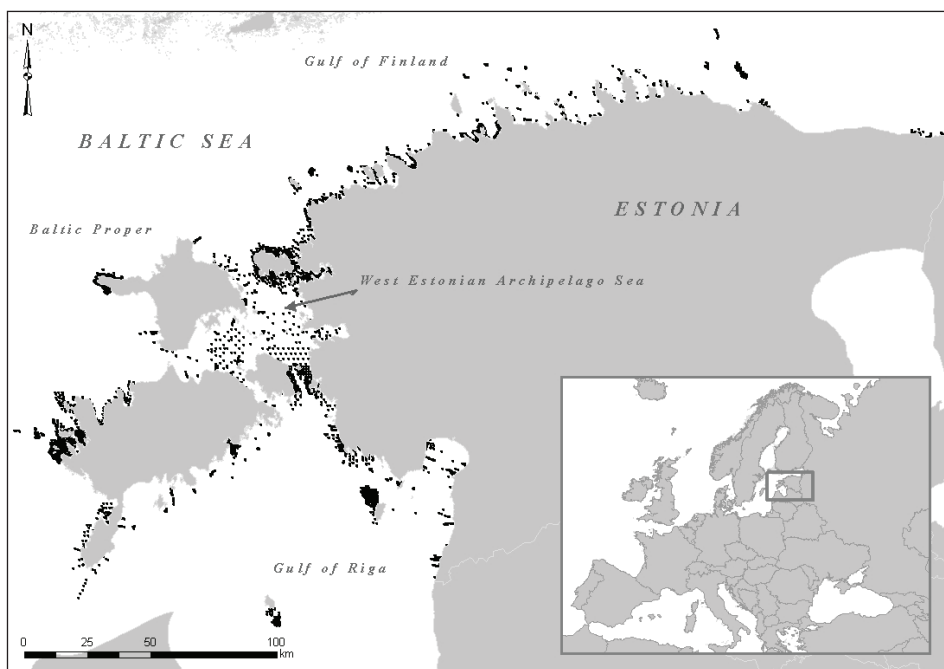 N
Gulf of Finland
BALTIC SEA
ESTONIA
Baltic Proper
West Estonian Archipelago Sea
Gulf of Riga
0 25 50 100
km